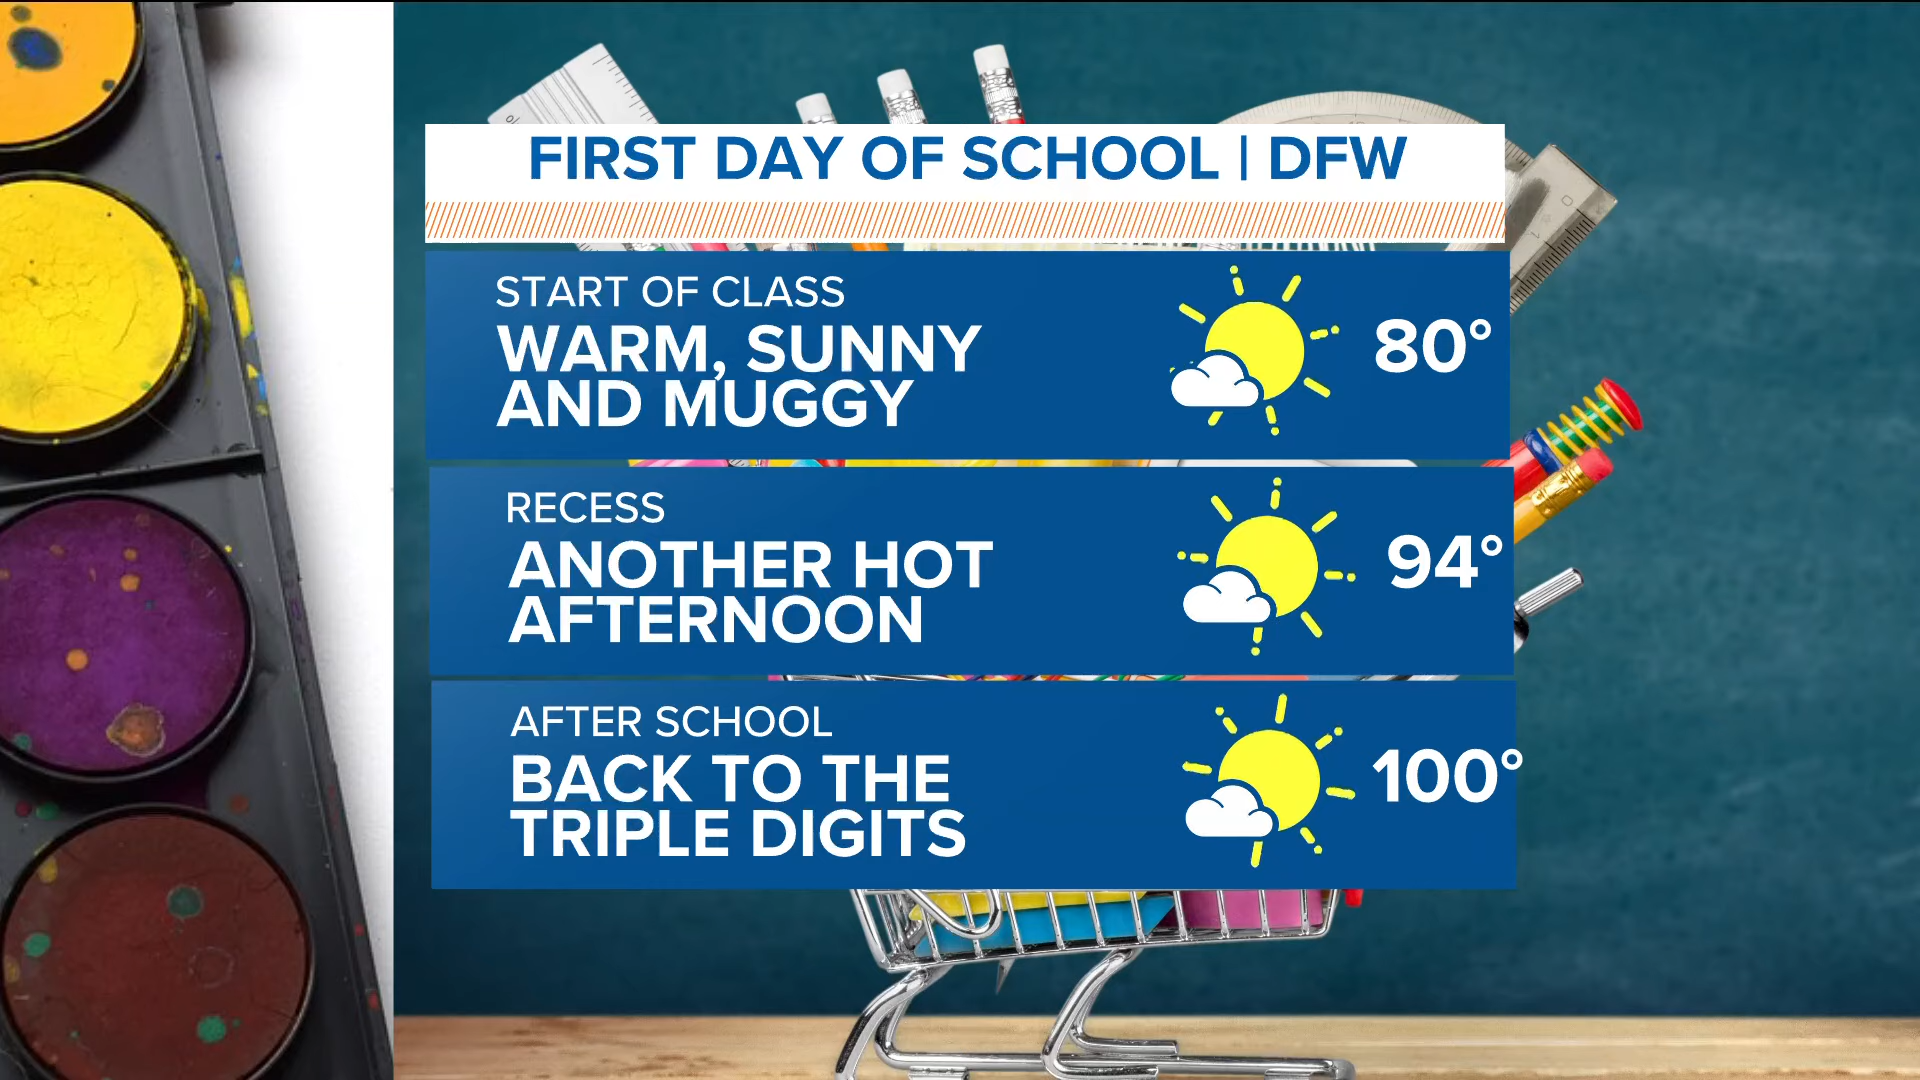 FIRST DAY OF SCHOOL | DFW
START OF CLASS
WARM, SUNNY
AND MUGGY
80°
RECESS
ANOTHER HOT
AFTERNOON
94°
AFTER SCHOOL
BACK TO THE
TRIPLE DIGITS
100°